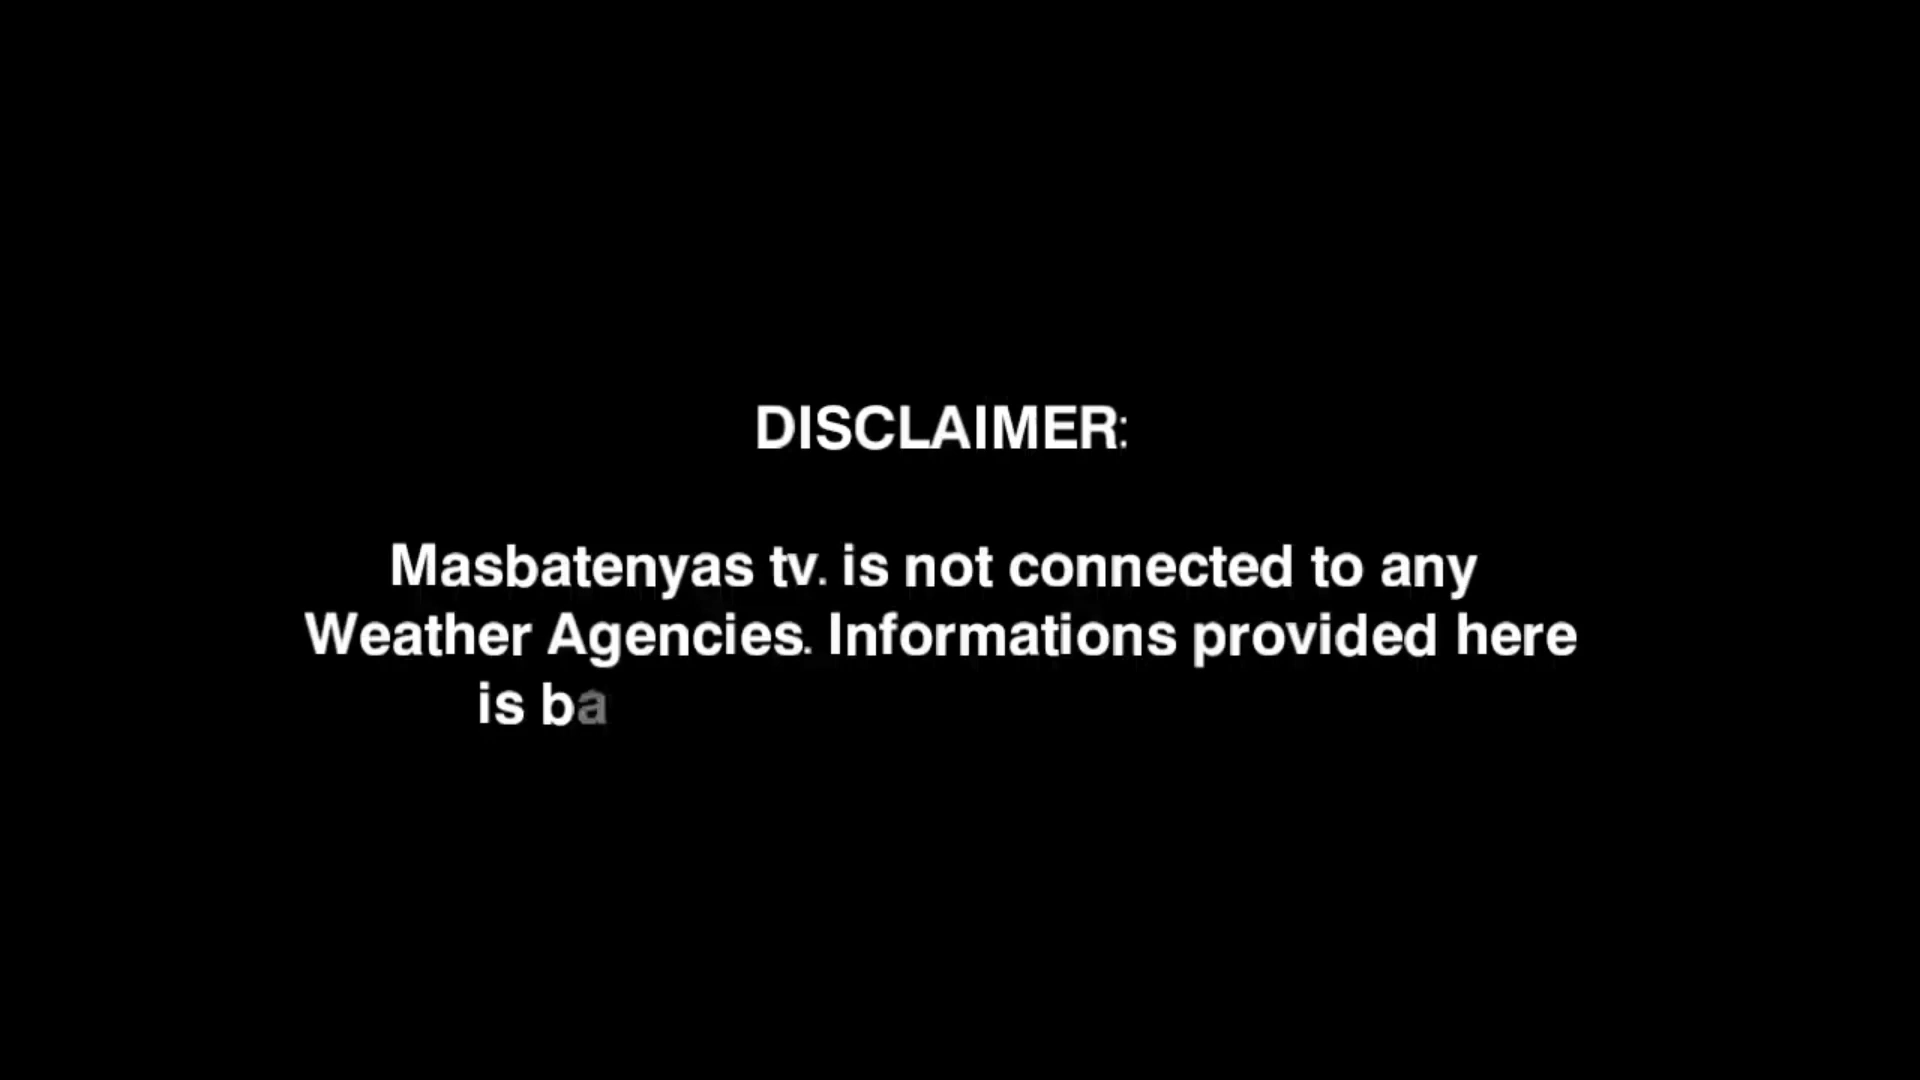 DISCLAIMER:
Masbatenyas tv. is not connected to any
Weather Agencies. Informations provided here
is ba